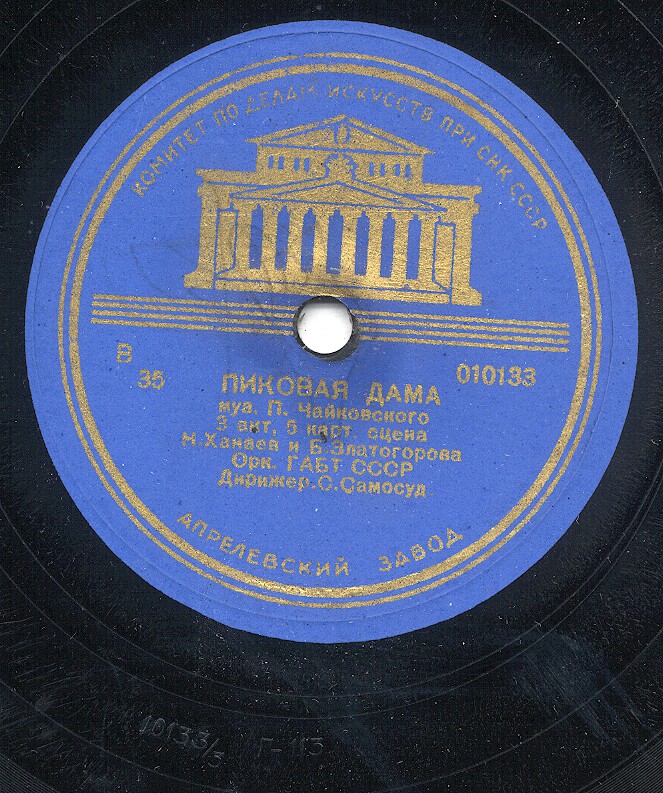 КОМИТЕТ ПО ДЕЛАМ ИСКУССТВ ПРИ СНК СССР
В
35
010133
ПИКОВАЯ ДАМА
муз. П. Чайковского
3 акт, 5 карт. сцена
Н.Ханаев и Б.Златогорова
Орк. ГАБТ СССР
Дирижер.С.Самосуд
АПРЕЛЕВСКИЙ ЗАВОД
10133/3 Г-113